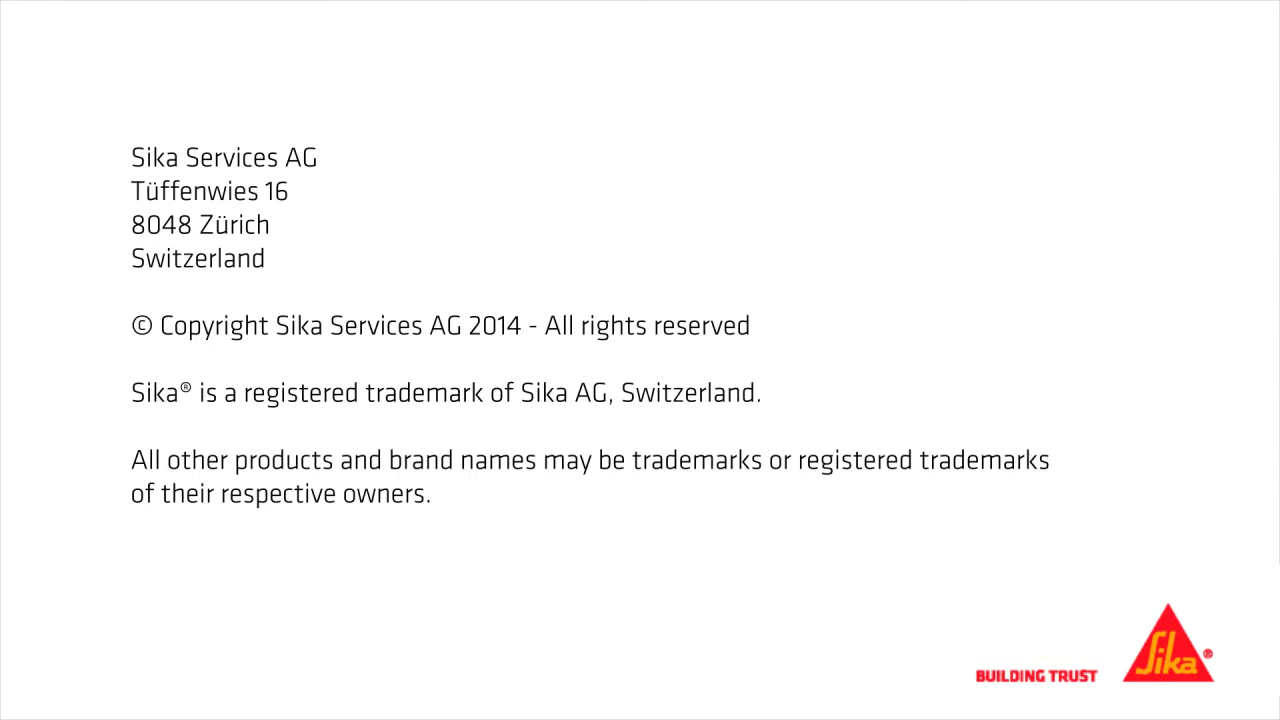 Sika Services AG
Tüffenwies 16
8048 Zürich
Switzerland
© Copyright Sika Services AG 2014 - All rights reserved
Sika® is a registered trademark of Sika AG, Switzerland.
All other products and brand names may be trademarks or registered trademarks
of their respective owners.
BUILDING TRUST
Sika®